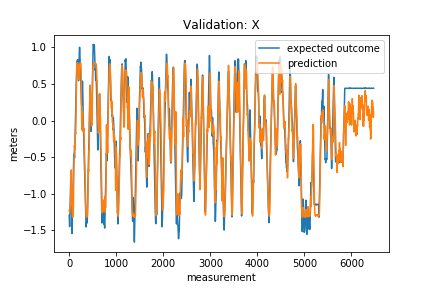 Validation: X
expected outcome
prediction
1.0
0.5
0.0
−0.5
−1.0
−1.5
meters
0 1000 2000 3000 4000 5000 6000
measurement